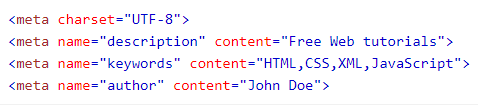 <meta charset="UTF-8">
<meta name="description" content="Free Web tutorials">
<meta name="keywords" content="HTML,CSS,XML,JavaScript">
<meta name="author" content="John Doe">